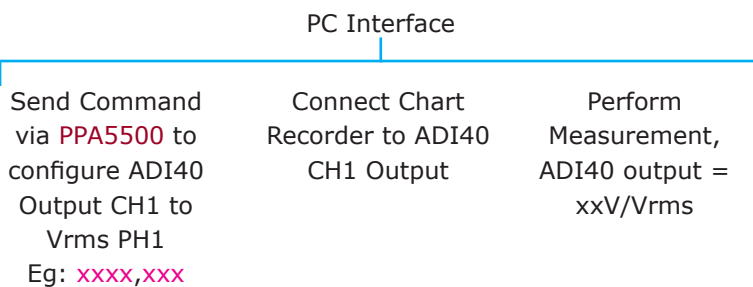 PC Interface
Send Command
via PPA5500 to
configure ADI40
Output CH1 to
Vrms PH1
Eg: xxxx,xxx
Connect Chart
Recorder to ADI40
CH1 Output
Perform
Measurement,
ADI40 output =
xxV/Vrms